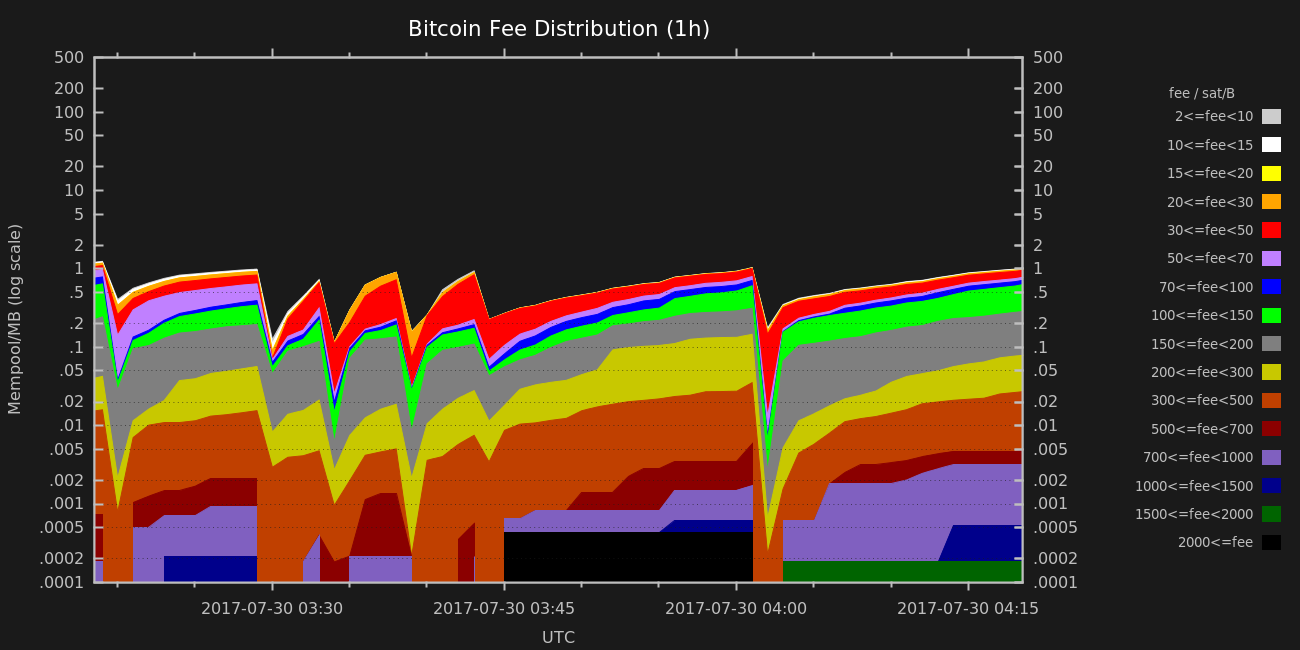 Bitcoin Fee Distribution (1h)
Mempool/MB (log scale)
500
200
100
50
20
10
5
2
1
.5
.2
.1
.05
.02
.01
.005
.002
.001
.0005
.0002
.0001
500
200
100
50
20
10
5
2
1
.5
.2
.1
.05
.02
.01
.005
.002
.001
.0005
.0002
.0001
2017-07-30 03:30
2017-07-30 03:45
2017-07-30 04:00
2017-07-30 04:15
UTC
fee / sat/B
2<=fee<10
10<=fee<15
15<=fee<20
20<=fee<30
30<=fee<50
50<=fee<70
70<=fee<100
100<=fee<150
150<=fee<200
200<=fee<300
300<=fee<500
500<=fee<700
700<=fee<1000
1000<=fee<1500
1500<=fee<2000
2000<=fee